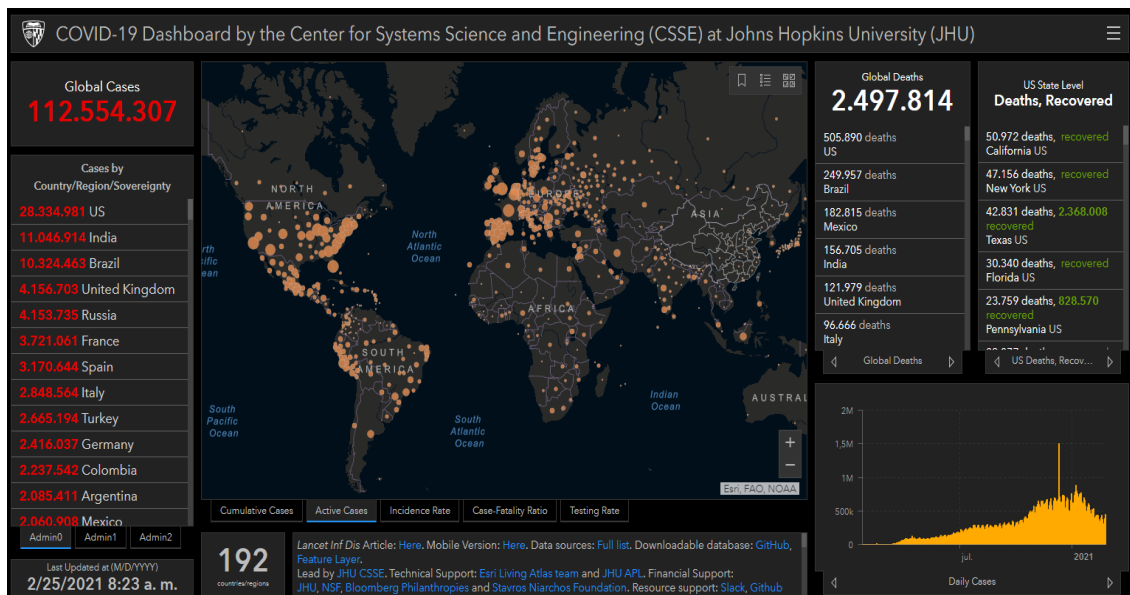 COVID-19 Dashboard by the Center for Systems Science and Engineering (CSSE) at Johns Hopkins University (JHU)
Global Cases
112.554.307
Cases by
Country/Region/Sovereignty
28.334.981 US
11.046.914 India
10.324.463 Brazil
4.156.703 United Kingdom
4.153.735 Russia
3.721.061 France
3.170.644 Spain
2.848.564 Italy
2.665.194 Turkey
2.416.037 Germany
2.237.542 Colombia
2.085.411 Argentina
2.060.908 Mexico
Admin0
Admin1
Admin2
Last Updated at (M/D/YYYY)
2/25/2021 8:23 a. m.
NORTH
AMERICA
EUROPE
ASIA
North
Atlantic
Ocean
rth
ific
ean
AFRICA
SOUTH
AMERICA
Indian
Ocean
AUSTRAL
South
Pacific
Ocean
South
Atlantic
Ocean
+
−
Esri, FAO, NOAA
Cumulative Cases
Active Cases
Incidence Rate
Case-Fatality Ratio
Testing Rate
192
countries/regions
Lancet Inf Dis Article: Here. Mobile Version: Here. Data sources: Full list. Downloadable database: GitHub,
Feature Layer.
Lead by JHU CSSE. Technical Support: Esri Living Atlas team and JHU APL. Financial Support:
JHU, NSF, Bloomberg Philanthropies and Stavros Niarchos Foundation. Resource support: Slack, Github
Global Deaths
2.497.814
505.890 deaths
US
249.957 deaths
Brazil
182.815 deaths
Mexico
156.705 deaths
India
121.979 deaths
United Kingdom
96.666 deaths
Italy
Global Deaths
US State Level
Deaths, Recovered
50.972 deaths, recovered
California US
47.156 deaths, recovered
New York US
42.831 deaths, 2.368.008
recovered
Texas US
30.340 deaths, recovered
Florida US
23.759 deaths, 828.570
recovered
Pennsylvania US
US Deaths, Recov...
2M
1,5M
1M
500k
0
jul.
2021
Daily Cases